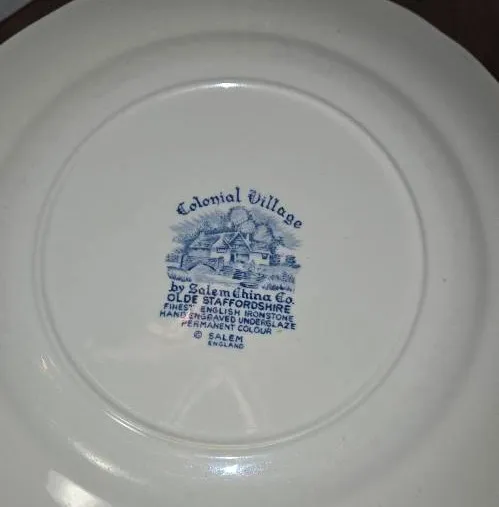 Colonial Village
by Salem China Co.
OLDE STAFFORDSHIRE
FINEST ENGLISH IRONSTONE
HAND ENGRAVED UNDERGLAZE
PERMANENT COLOUR
© SALEM
ENGLAND